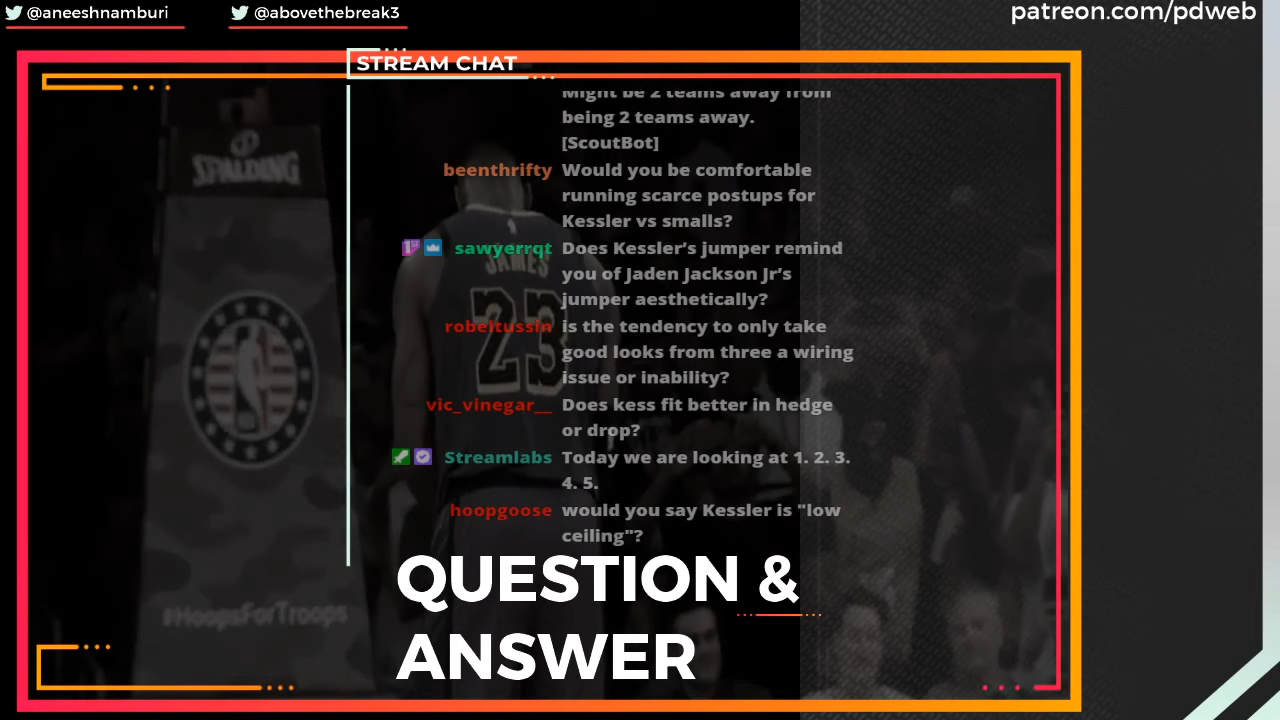 @aneeshnamburi
@abovethebreak3
patreon.com/pdweb
STREAM CHAT
Might be 2 teams away from
being 2 teams away.
[ScoutBot]
beenthrifty Would you be comfortable
running scarce postups for
Kessler vs smalls?
sawyerrqt Does Kessler's jumper remind
you of Jaden Jackson Jr's
jumper aesthetically?
robeltussin is the tendency to only take
good looks from three a wiring
issue or inability?
vic_vinegar__ Does kess fit better in hedge
or drop?
Streamlabs Today we are looking at 1. 2. 3.
4. 5.
hoopgoose would you say Kessler is "low
ceiling"?
QUESTION &
ANSWER
SPALDING
JAMES
23
#HoopsForTroops